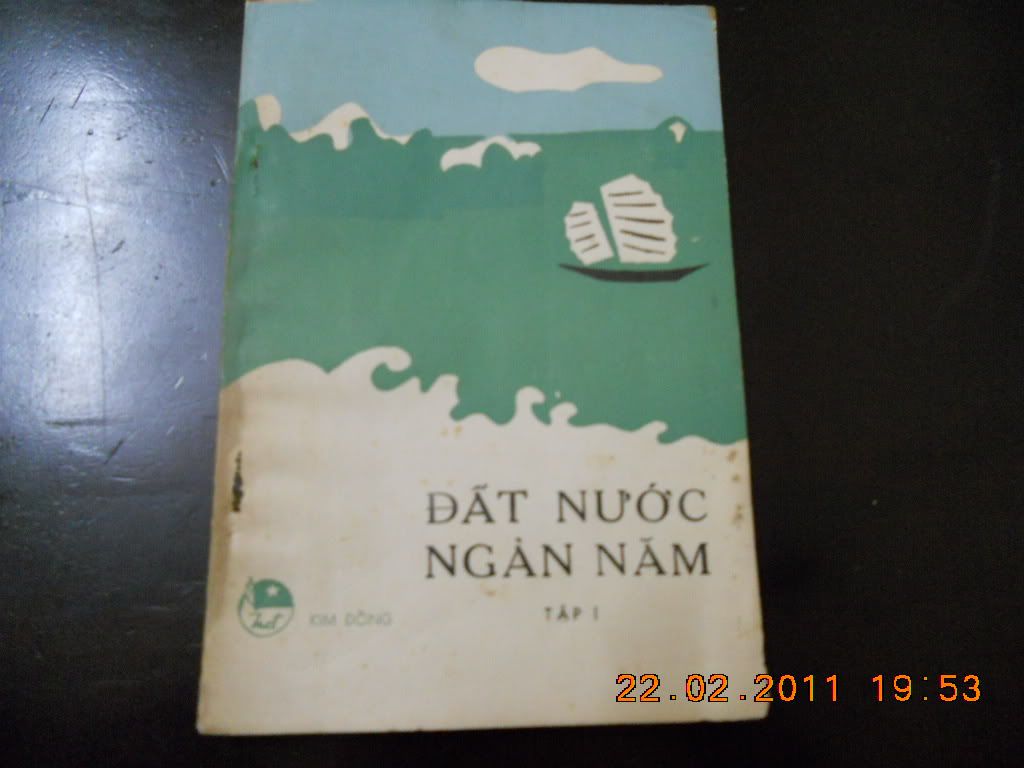 ĐẤT NƯỚC
NGÀN NĂM
TẬP I
KIM ĐỒNG
22.02.2011 19:53